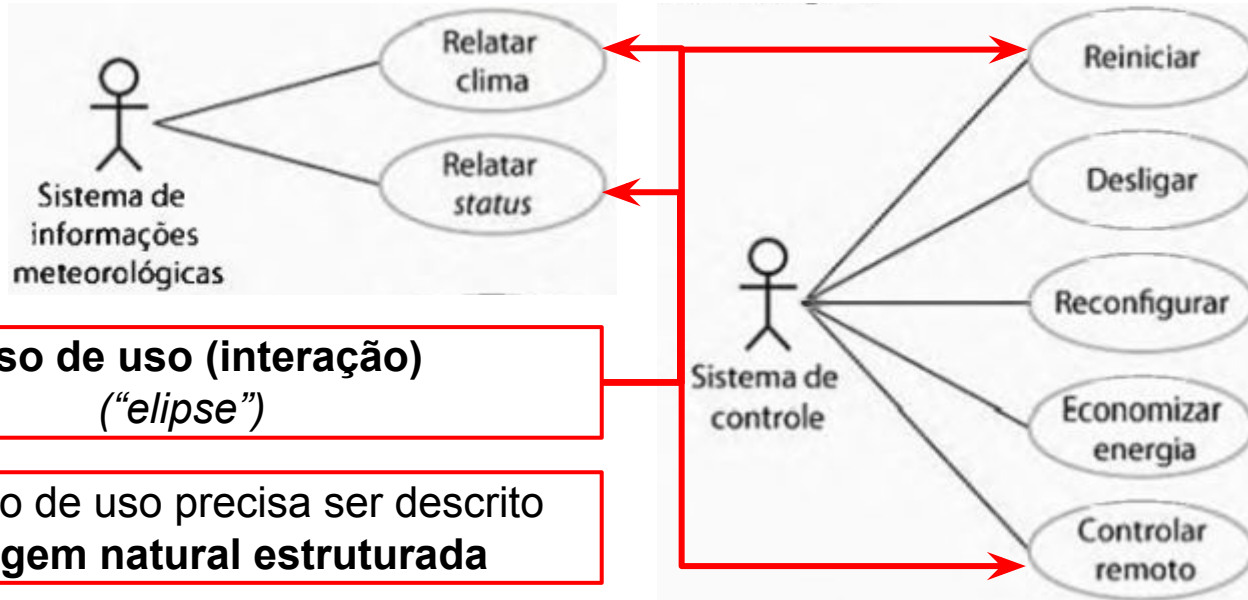 Relatar
clima
Relatar
status
Sistema de
informações
meteorológicas
so de uso (interação)
(“elipse”)
o de uso precisa ser descrito
gem natural estruturada
Sistema de
controle
Reiniciar
Desligar
Reconfigurar
Economizar
energia
Controlar
remoto